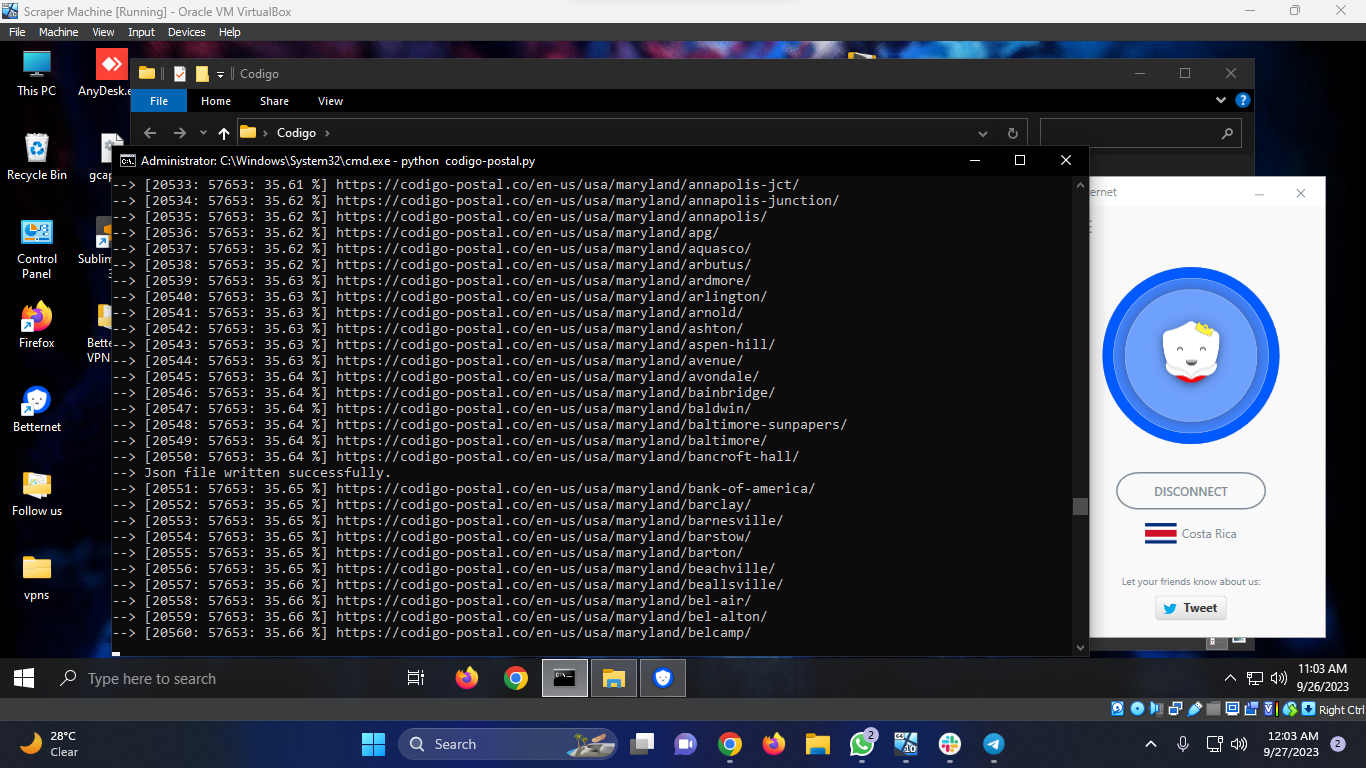 Scraper Machine [Running] - Oracle VM VirtualBox
File Machine View Input Devices Help
This PC
AnyDesk.e
Recycle Bin
gcap
Control
Panel
Sublim
3
Firefox
Bette
VPN
Betternet
Follow us
vpns
Codigo
File Home Share View
Codigo
Administrator: C:\Windows\System32\cmd.exe - python codigo-postal.py
--> [20533: 57653: 35.61 %] https://codigo-postal.co/en-us/usa/maryland/annapolis-jct/
--> [20534: 57653: 35.62 %] https://codigo-postal.co/en-us/usa/maryland/annapolis-junction/
--> [20535: 57653: 35.62 %] https://codigo-postal.co/en-us/usa/maryland/annapolis/
--> [20536: 57653: 35.62 %] https://codigo-postal.co/en-us/usa/maryland/apg/
--> [20537: 57653: 35.62 %] https://codigo-postal.co/en-us/usa/maryland/aquasco/
--> [20538: 57653: 35.62 %] https://codigo-postal.co/en-us/usa/maryland/arbutus/
--> [20539: 57653: 35.63 %] https://codigo-postal.co/en-us/usa/maryland/ardmore/
--> [20540: 57653: 35.63 %] https://codigo-postal.co/en-us/usa/maryland/arlington/
--> [20541: 57653: 35.63 %] https://codigo-postal.co/en-us/usa/maryland/arnold/
--> [20542: 57653: 35.63 %] https://codigo-postal.co/en-us/usa/maryland/ashton/
--> [20543: 57653: 35.63 %] https://codigo-postal.co/en-us/usa/maryland/aspen-hill/
--> [20544: 57653: 35.63 %] https://codigo-postal.co/en-us/usa/maryland/avenue/
--> [20545: 57653: 35.64 %] https://codigo-postal.co/en-us/usa/maryland/avondale/
--> [20546: 57653: 35.64 %] https://codigo-postal.co/en-us/usa/maryland/bainbridge/
--> [20547: 57653: 35.64 %] https://codigo-postal.co/en-us/usa/maryland/baldwin/
--> [20548: 57653: 35.64 %] https://codigo-postal.co/en-us/usa/maryland/baltimore-sunpapers/
--> [20549: 57653: 35.64 %] https://codigo-postal.co/en-us/usa/maryland/baltimore/
--> [20550: 57653: 35.64 %] https://codigo-postal.co/en-us/usa/maryland/bancroft-hall/
--> Json file written successfully.
--> [20551: 57653: 35.65 %] https://codigo-postal.co/en-us/usa/maryland/bank-of-america/
--> [20552: 57653: 35.65 %] https://codigo-postal.co/en-us/usa/maryland/barclay/
--> [20553: 57653: 35.65 %] https://codigo-postal.co/en-us/usa/maryland/barnesville/
--> [20554: 57653: 35.65 %] https://codigo-postal.co/en-us/usa/maryland/barstow/
--> [20555: 57653: 35.65 %] https://codigo-postal.co/en-us/usa/maryland/barton/
--> [20556: 57653: 35.65 %] https://codigo-postal.co/en-us/usa/maryland/beachville/
--> [20557: 57653: 35.66 %] https://codigo-postal.co/en-us/usa/maryland/beallsville/
--> [20558: 57653: 35.66 %] https://codigo-postal.co/en-us/usa/maryland/bel-air/
--> [20559: 57653: 35.66 %] https://codigo-postal.co/en-us/usa/maryland/bel-alton/
--> [20560: 57653: 35.66 %] https://codigo-postal.co/en-us/usa/maryland/belcamp/
ernet
DISCONNECT
Costa Rica
Let your friends know about us:
Tweet
Type here to search
11:03 AM
9/26/2023
Right Ctrl
28°C
Clear
Search
2
12:03 AM
9/27/2023
2